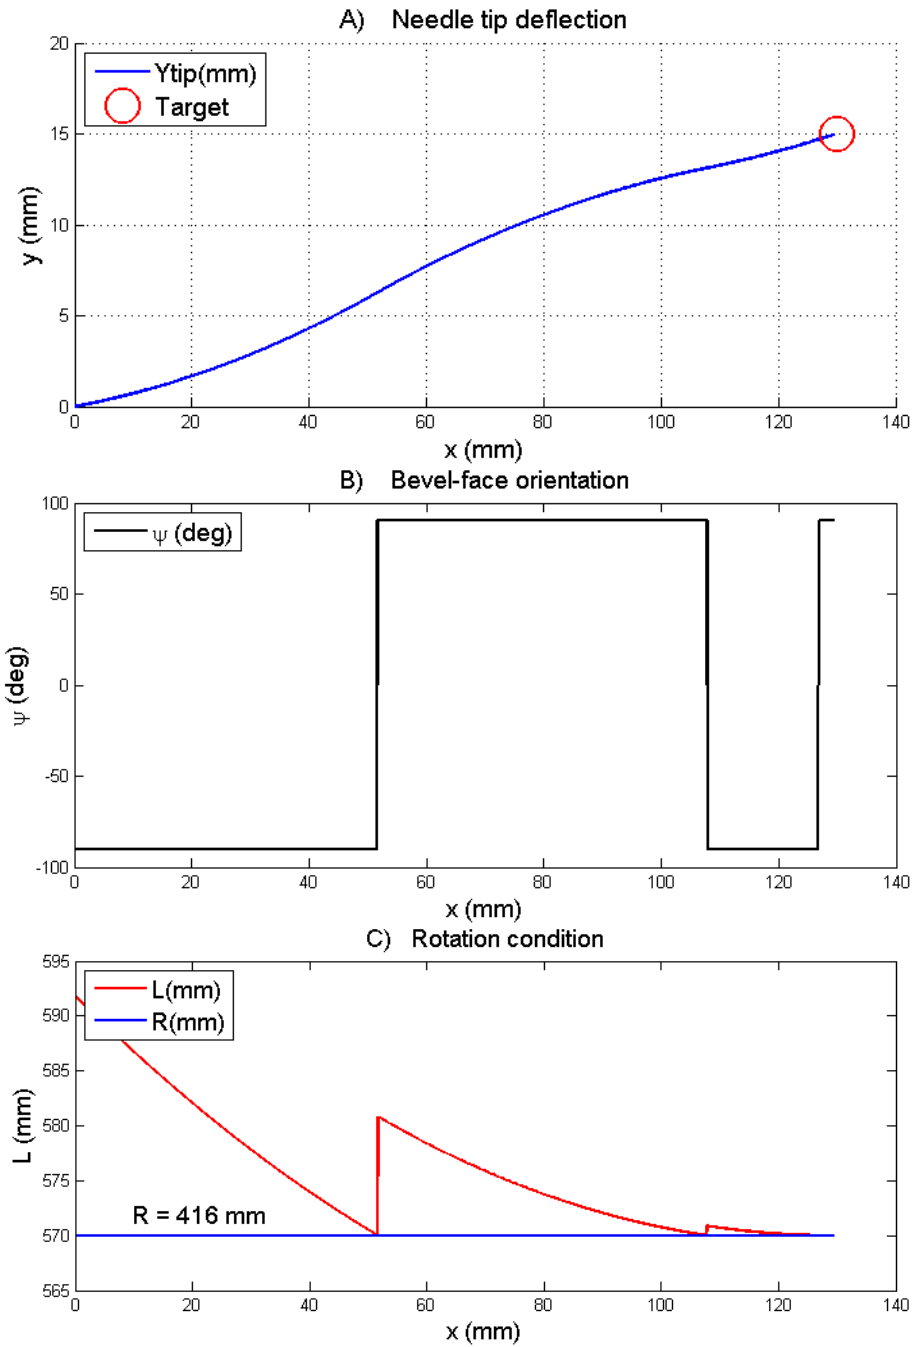 A) Needle tip deflection
20
15
10
5
0
y (mm)
Ytip(mm)
Target
0 20 40 60 80 100 120 140
x (mm)
B) Bevel-face orientation
100
50
0
-50
-100
ψ (deg)
ψ (deg)
0 20 40 60 80 100 120 140
x (mm)
C) Rotation condition
595
590
585
580
575
570
565
L (mm)
L(mm)
R(mm)
R = 416 mm
0 20 40 60 80 100 120 140
x (mm)